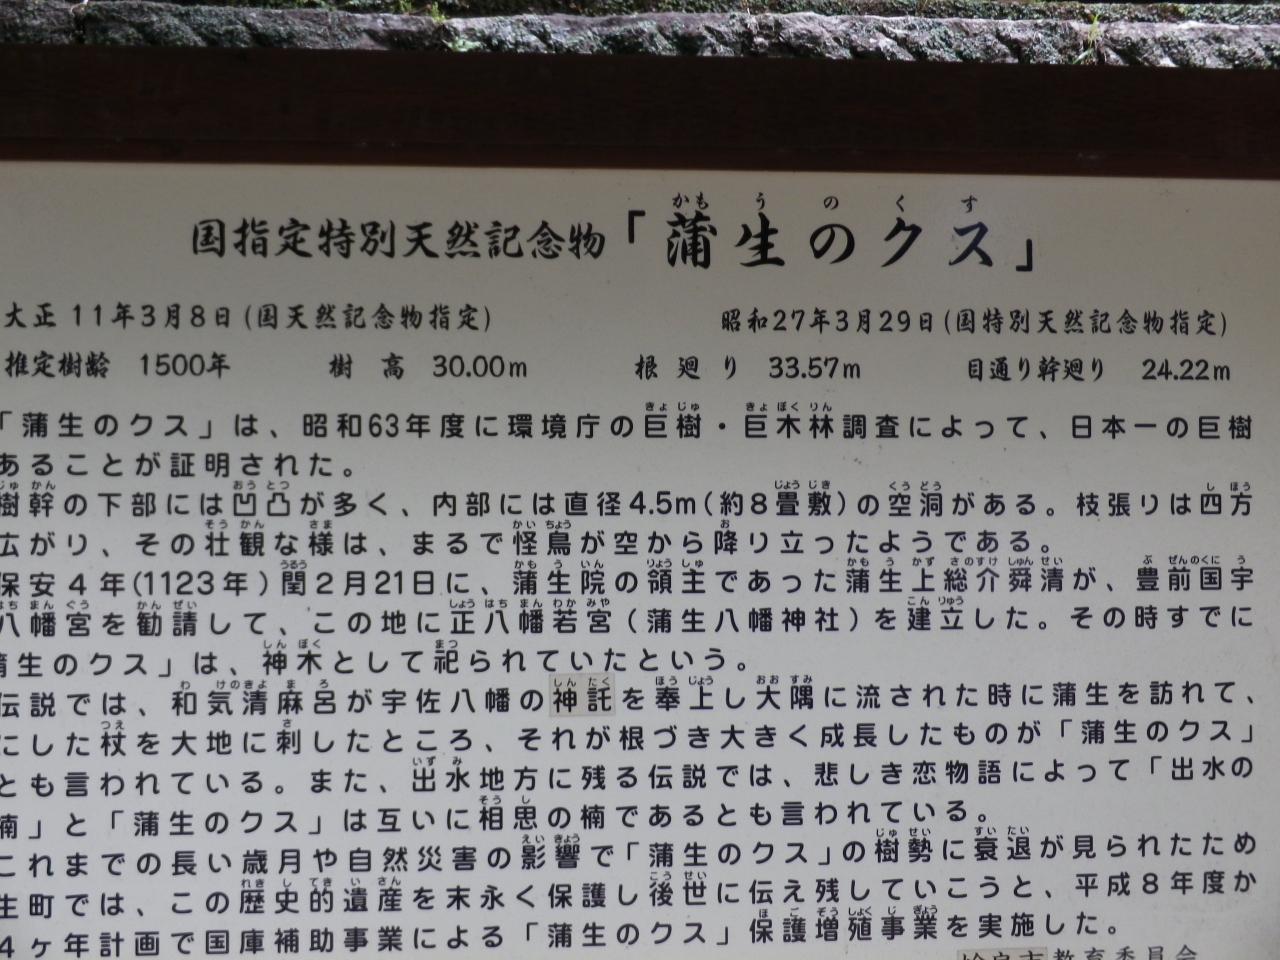 かもうのくす
国指定特別天然記念物「蒲生のクス」
大正11年3月8日(国天然記念物指定) 昭和27年3月29日(国特別天然記念物指定)
推定樹齢 1500年 樹高 30.00m 根廻り 33.57m 目通り幹廻り 24.22m
「蒲生のクス」は、昭和63年度に環境庁の巨樹・巨木林調査によって、日本一の巨樹
あることが証明された。
樹幹の下部には凹凸が多く、内部には直径4.5m(約8畳敷)の空洞がある。枝張りは四方
広がり、その壮観な様は、まるで怪鳥が空から降り立ったようである。
保安4年(1123年)閏2月21日に、蒲生院の領主であった蒲生上総介舜清が、豊前国宇
八幡宮を勧請して、この地に正八幡若宮(蒲生八幡神社)を建立した。その時すでに
蒲生のクス」は、神木として祀られていたという。
伝説では、和気清麻呂が宇佐八幡の神託を奉上し大隅に流された時に蒲生を訪れて、
にした杖を大地に刺したところ、それが根づき大きく成長したものが「蒲生のクス」
とも言われている。また、出水地方に残る伝説では、悲しき恋物語によって「出水の
楠」と「蒲生のクス」は互いに相思の楠であるとも言われている。
これまでの長い歳月や自然災害の影響で「蒲生のクス」の樹勢に衰退が見られたため
生町では、この歴史的遺産を末永く保護し後世に伝え残していこうと、平成8年度か
4ヶ年計画で国庫補助事業による「蒲生のクス」保護増殖事業を実施した。
姶良市教育委員会